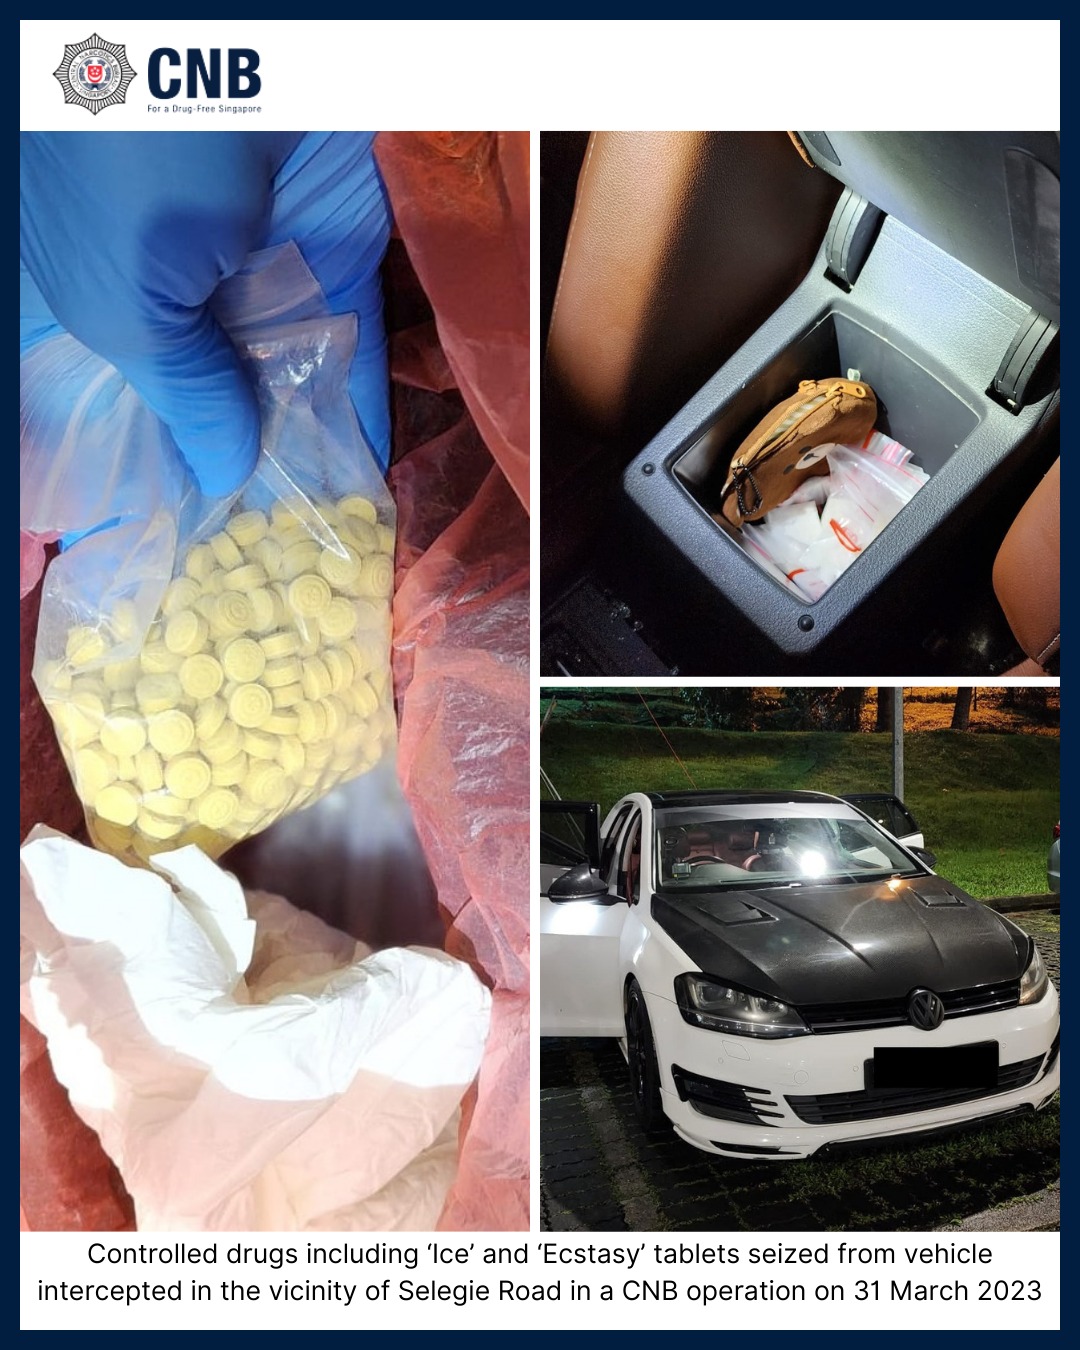 CNB
For a Drug-Free Singapore
Controlled drugs including ‘Ice’ and ‘Ecstasy’ tablets seized from vehicle
intercepted in the vicinity of Selegie Road in a CNB operation on 31 March 2023